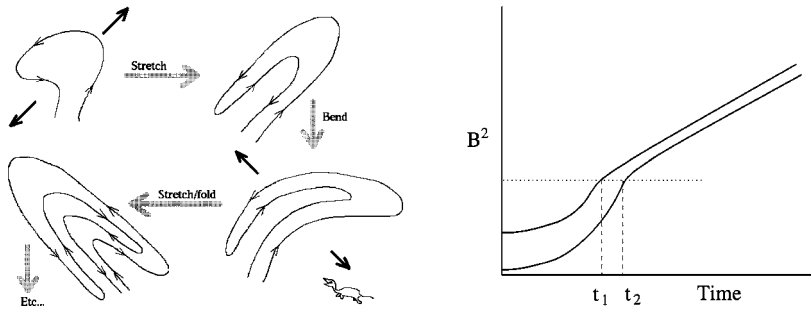 Stretch
Bend
Stretch/fold
Etc...
B²
t₁ t₂ Time